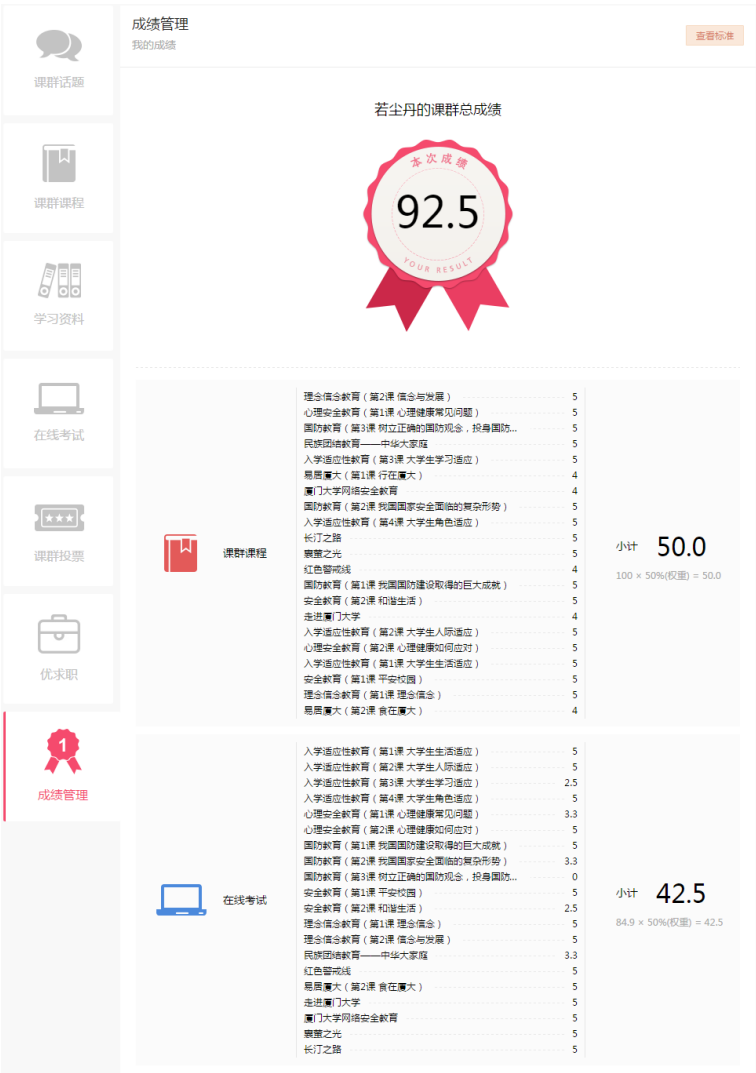 课群话题
课群课程
学习资料
在线考试
课群投票
优求职
1
成绩管理
成绩管理
我的成绩
查看标准
若尘丹的课群总成绩
本次成绩
92.5
YOUR RESULT
课群课程
理念信念教育（第2课 信念与发展） 5
心理安全教育（第1课 心理健康常见问题） 5
国防教育（第3课 树立正确的国防观念，投身国防... 5
民族团结教育——中华大家庭 5
入学适应性教育（第3课 大学生学习适应） 5
易居厦大（第1课 行在厦大） 4
厦门大学网络安全教育 4
国防教育（第2课 我国国家安全面临的复杂形势） 5
入学适应性教育（第4课 大学生角色适应） 5
长汀之路 5
囊萤之光 5
红色警戒线 4
国防教育（第1课 我国国防建设取得的巨大成就） 5
安全教育（第2课 和谐生活） 5
走进厦门大学 4
入学适应性教育（第2课 大学生人际适应） 5
心理安全教育（第2课 心理健康如何应对） 5
入学适应性教育（第1课 大学生生活适应） 5
安全教育（第1课 平安校园） 5
理念信念教育（第1课 理念信念） 5
易居厦大（第2课 食在厦大） 4
小计 50.0
100 × 50%(权重) = 50.0
在线考试
入学适应性教育（第1课 大学生生活适应） 5
入学适应性教育（第2课 大学生人际适应） 5
入学适应性教育（第3课 大学生学习适应） 2.5
入学适应性教育（第4课 大学生角色适应） 5
心理安全教育（第1课 心理健康常见问题） 3.3
心理安全教育（第2课 心理健康如何应对） 5
国防教育（第1课 我国国防建设取得的巨大成就） 5
国防教育（第2课 我国国家安全面临的复杂形势） 3.3
国防教育（第3课 树立正确的国防观念，投身国防... 0
安全教育（第1课 平安校园） 5
安全教育（第2课 和谐生活） 2.5
理念信念教育（第1课 理念信念） 5
理念信念教育（第2课 信念与发展） 5
民族团结教育——中华大家庭 3.3
红色警戒线 5
易居厦大（第2课 食在厦大） 5
走进厦门大学 5
厦门大学网络安全教育 5
囊萤之光 5
长汀之路 5
小计 42.5
84.9 × 50%(权重) = 42.5